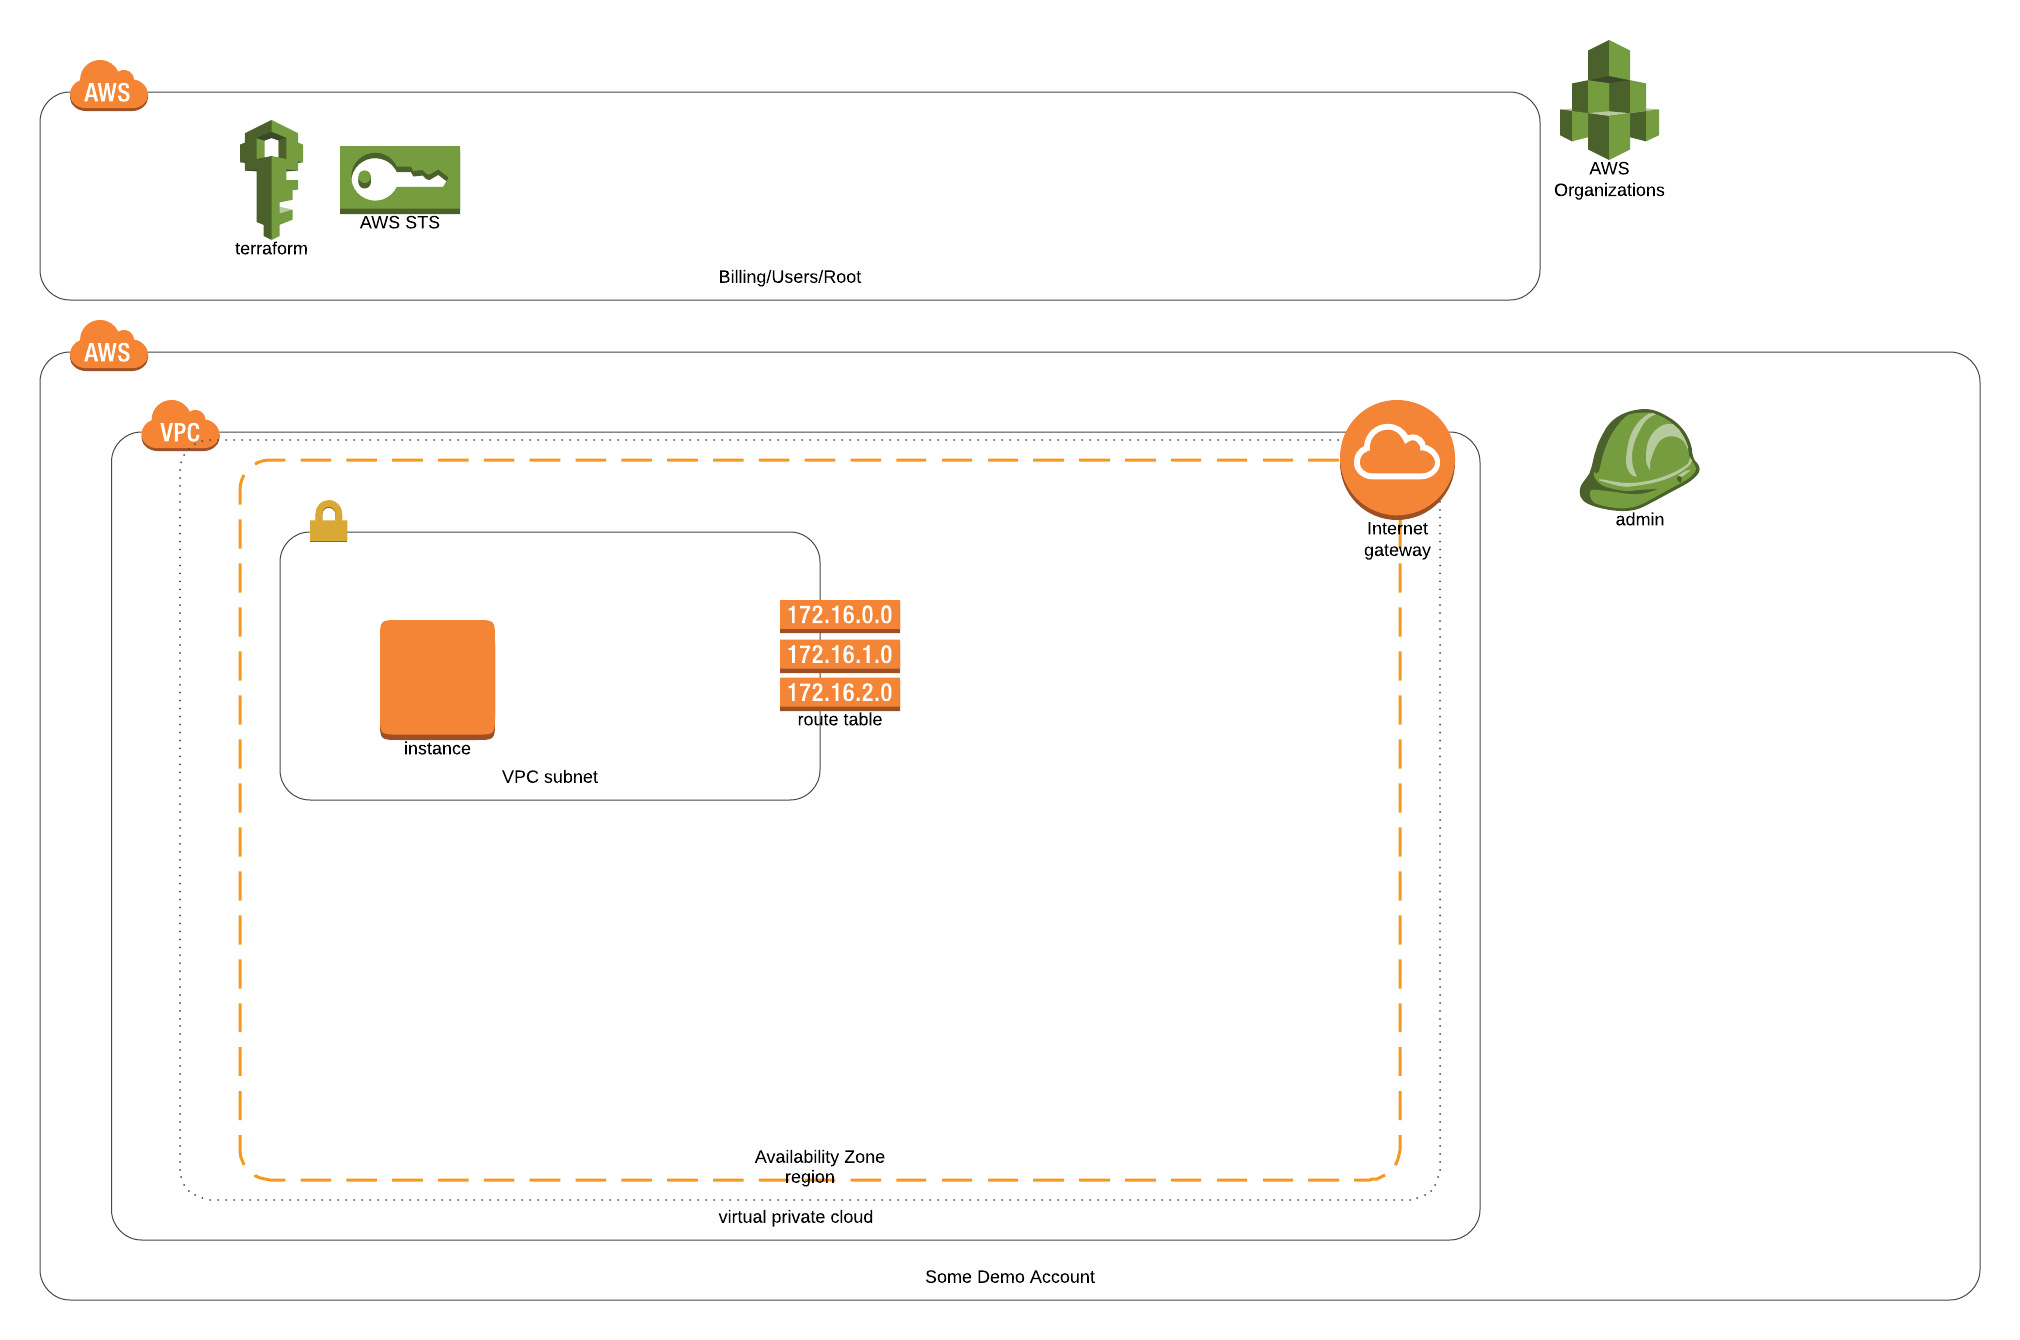 AWS
AWS
Organizations
terraform
AWS STS
Billing/Users/Root
AWS
VPC
Internet
gateway
admin
172.16.0.0
172.16.1.0
172.16.2.0
route table
instance
VPC subnet
Availability Zone
region
virtual private cloud
Some Demo Account